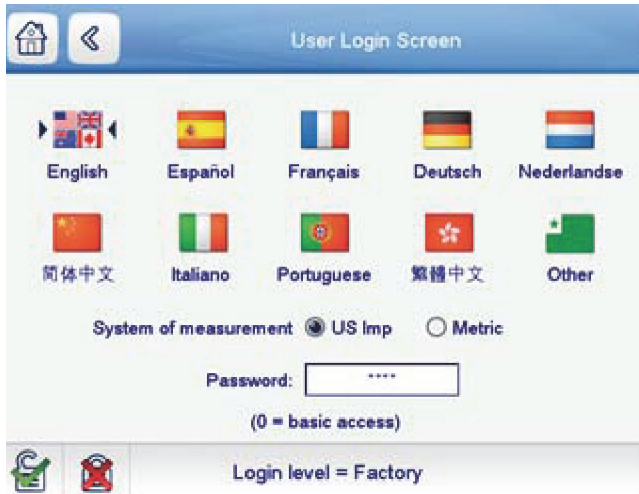 User Login Screen
English Español Français Deutsch Nederlandse
简体中文 Italiano Portuguese 繁體中文 Other
System of measurement US Imp Metric
Password: ****
(0 = basic access)
Login level = Factory